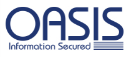 OASIS
Information Secured